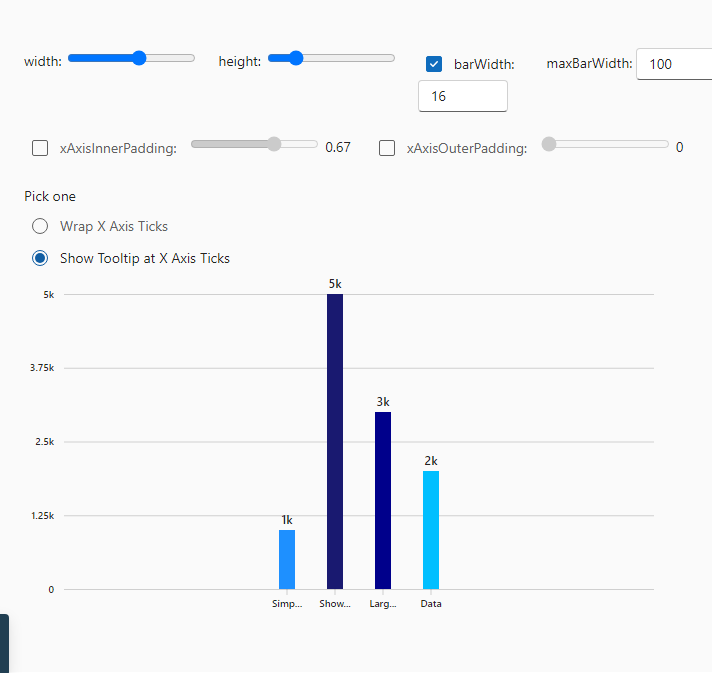 width: height: barWidth: maxBarWidth: 100
16
xAxisInnerPadding: 0.67 xAxisOuterPadding: 0
Pick one
Wrap X Axis Ticks
Show Tooltip at X Axis Ticks
5k
5k
3.75k
3k
2.5k
2k
1.25k
1k
0
Simp... Show... Larg... Data